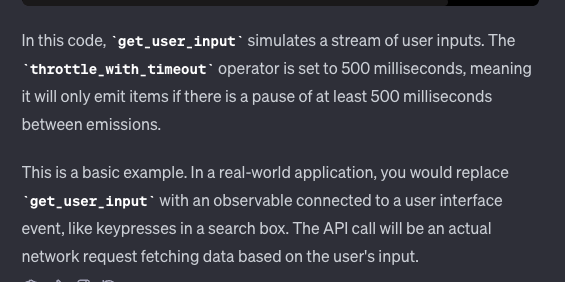 In this code, `get_user_input` simulates a stream of user inputs. The
`throttle_with_timeout` operator is set to 500 milliseconds, meaning
it will only emit items if there is a pause of at least 500 milliseconds
between emissions.
This is a basic example. In a real-world application, you would replace
`get_user_input` with an observable connected to a user interface
event, like keypresses in a search box. The API call will be an actual
network request fetching data based on the user's input.